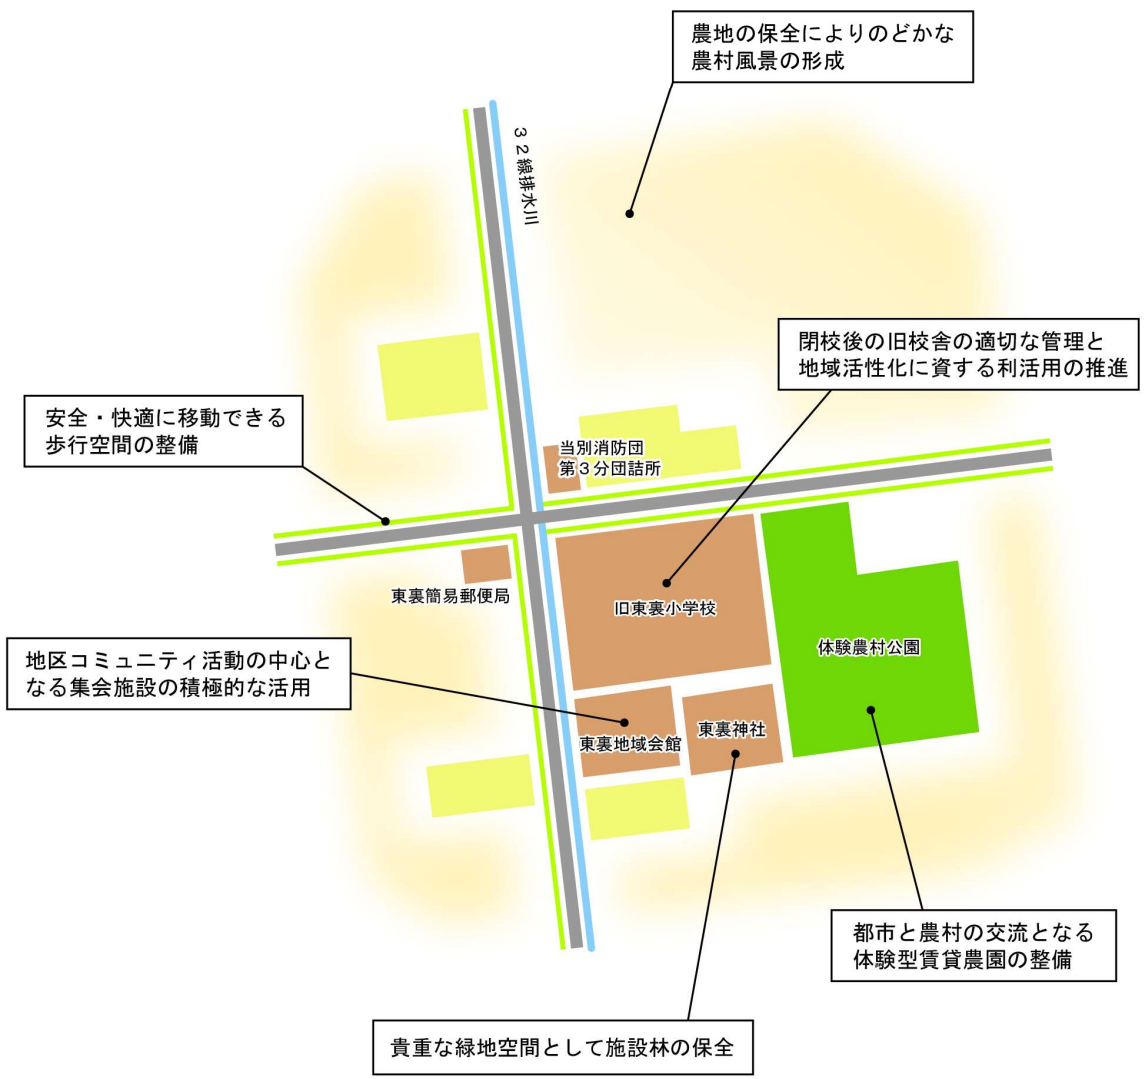 農地の保全によりのどかな
農村風景の形成
32線排水川
閉校後の旧校舎の適切な管理と
地域活性化に資する利活用の推進
安全・快適に移動できる
歩行空間の整備
当別消防団
第3分団詰所
東裏簡易郵便局
旧東裏小学校
体験農村公園
地区コミュニティ活動の中心と
なる集会施設の積極的な活用
東裏地域会館
東裏神社
都市と農村の交流となる
体験型賃貸農園の整備
貴重な緑地空間として施設林の保全